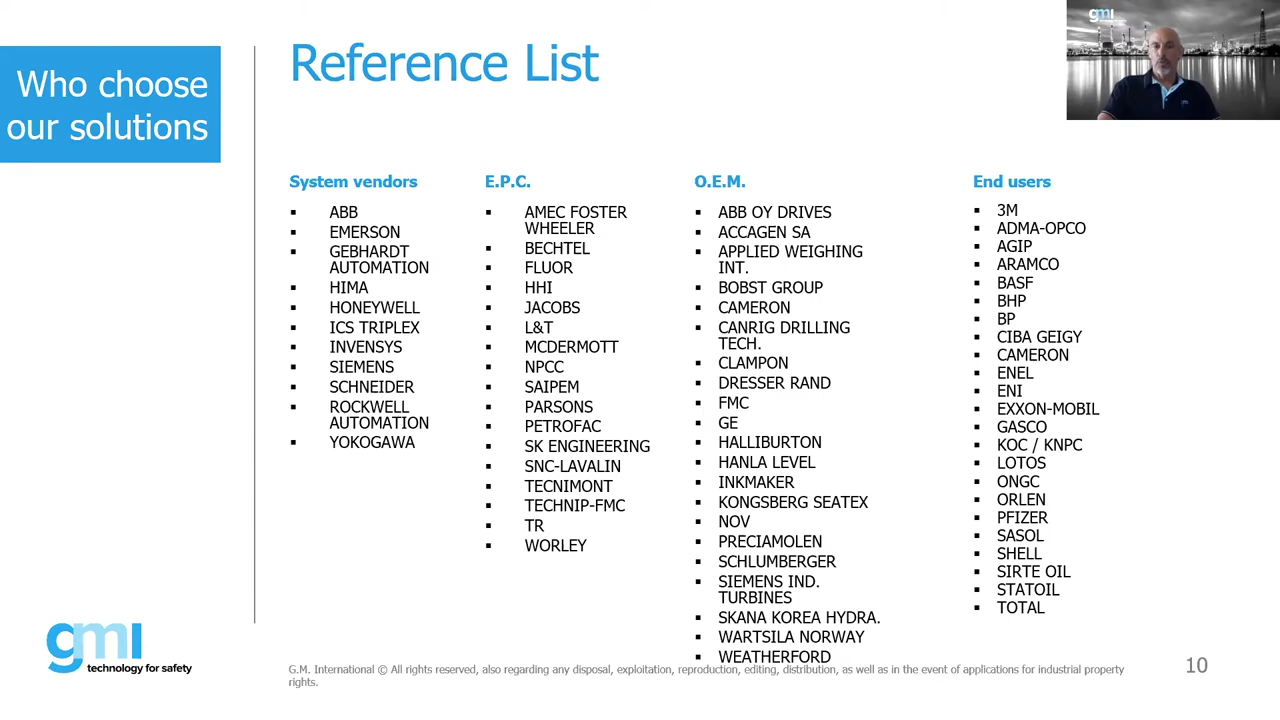 gmi
Who choose
our solutions
Reference List
System vendors
ABB
EMERSON
GEBHARDT
AUTOMATION
HIMA
HONEYWELL
ICS TRIPLEX
INVENSYS
SIEMENS
SCHNEIDER
ROCKWELL
AUTOMATION
YOKOGAWA
E.P.C.
AMEC FOSTER
WHEELER
BECHTEL
FLUOR
HHI
JACOBS
L&T
MCDERMOTT
NPCC
SAIPEM
PARSONS
PETROFAC
SK ENGINEERING
SNC-LAVALIN
TECNIMONT
TECHNIP-FMC
TR
WORLEY
O.E.M.
ABB OY DRIVES
ACCAGEN SA
APPLIED WEIGHING
INT.
BOBST GROUP
CAMERON
CANRIG DRILLING
TECH.
CLAMPON
DRESSER RAND
FMC
GE
HALLIBURTON
HANLA LEVEL
INKMAKER
KONGSBERG SEATEX
NOV
PRECIAMOLEN
SCHLUMBERGER
SIEMENS IND.
TURBINES
SKANA KOREA HYDRA.
WARTSILA NORWAY
WEATHERFORD
End users
3M
ADMA-OPCO
AGIP
ARAMCO
BASF
BHP
BP
CIBA GEIGY
CAMERON
ENEL
ENI
EXXON-MOBIL
GASCO
KOC / KNPC
LOTOS
ONGC
ORLEN
PFIZER
SASOL
SHELL
SIRTE OIL
STATOIL
TOTAL
gmi
technology for safety
G.M. International © All rights reserved, also regarding any disposal, exploitation, reproduction, editing, distribution, as well as in the event of applications for industrial property
rights.
10